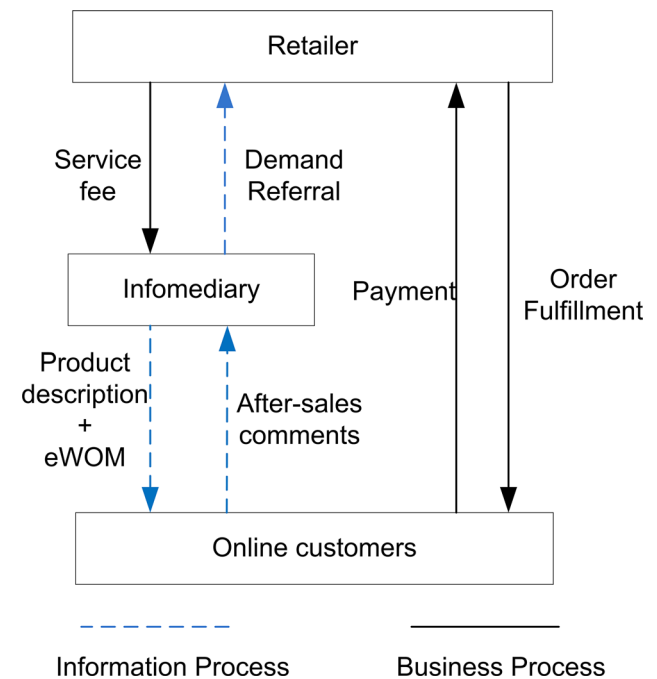 Retailer
Service
fee
Demand
Referral
Infomediary
Payment
Order
Fulfillment
Product
description
+
eWOM
After-sales
comments
Online customers
Information Process
Business Process